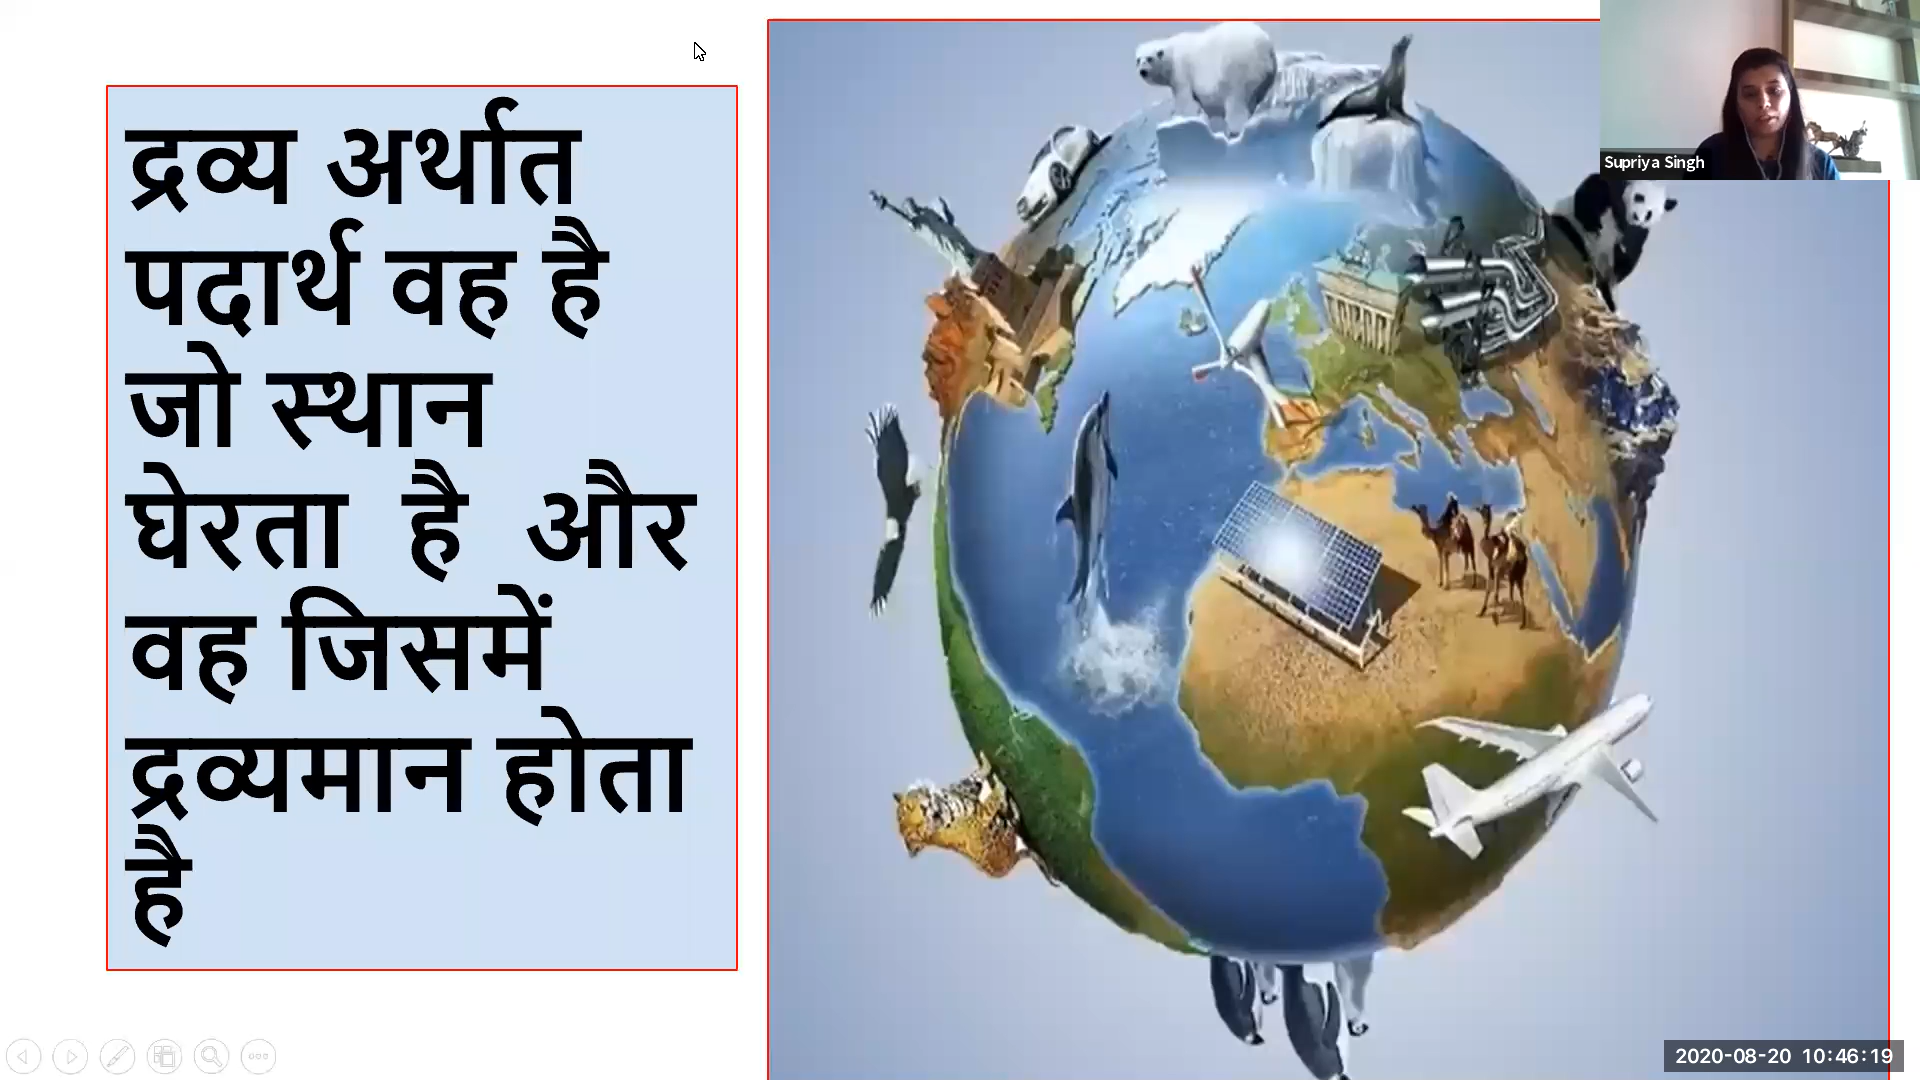 द्रव्य अर्थात
पदार्थ वह है
जो स्थान
घेरता है और
वह जिसमें
द्रव्यमान होता
है
Supriya Singh
2020-08-20 10:46:19